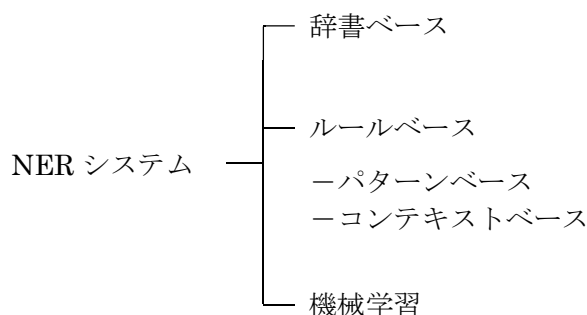 辞書ベース
ルールベース
NER システム
－パターンベース
－コンテキストベース
機械学習